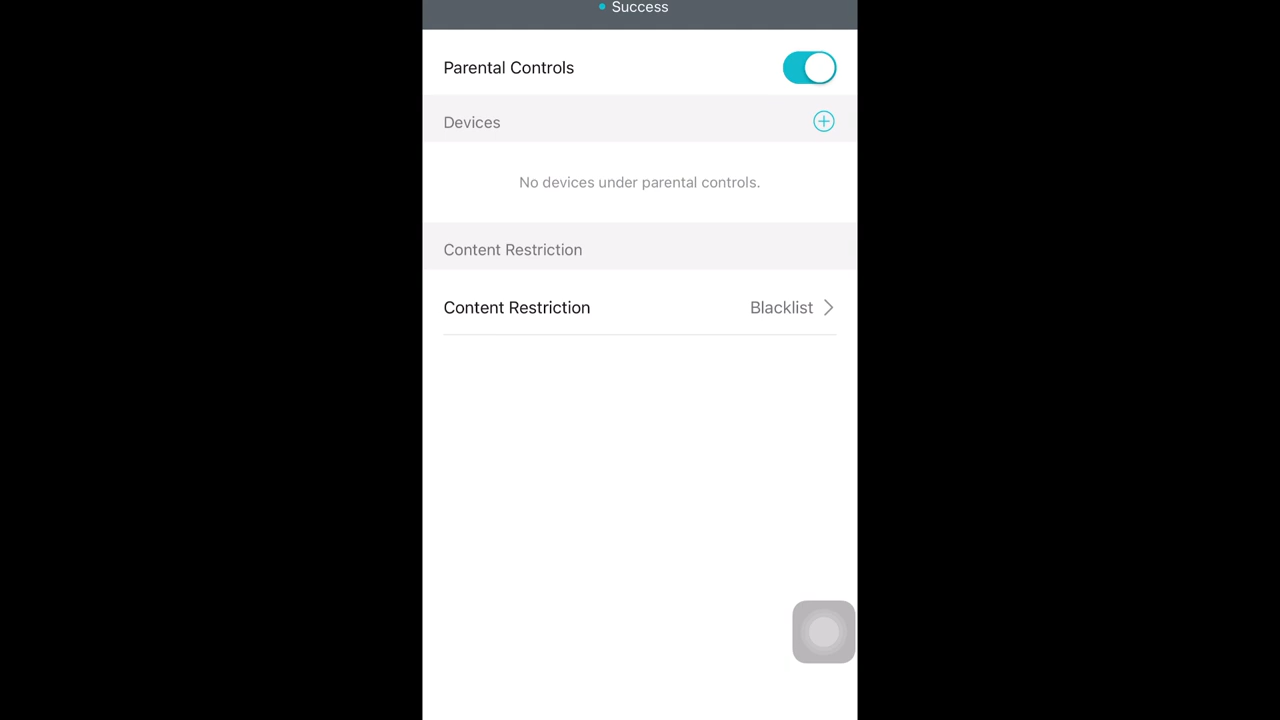 Success
Parental Controls
Devices
No devices under parental controls.
Content Restriction
Content Restriction Blacklist